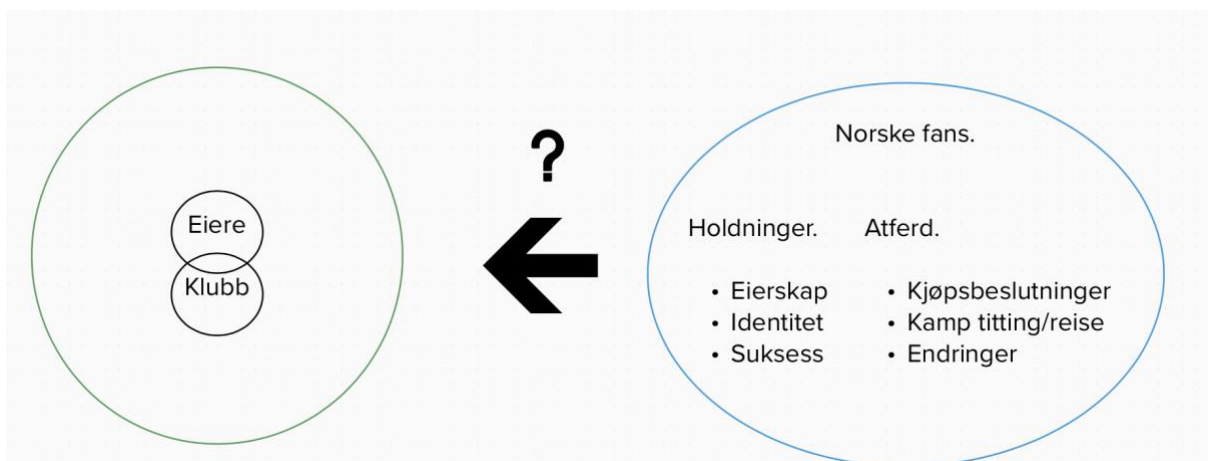 Eiere
Klubb
?
Norske fans.
Holdninger.
• Eierskap
• Identitet
• Suksess
Atferd.
• Kjøpsbeslutninger
• Kamp titting/reise
• Endringer